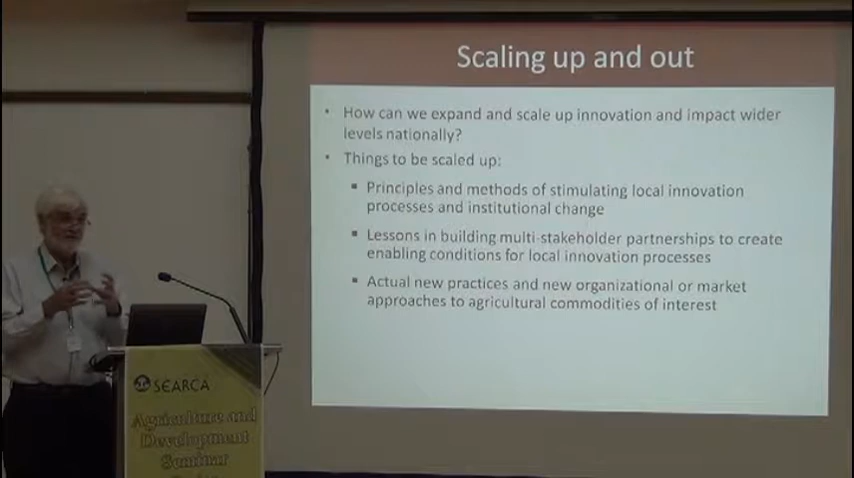 Scaling up and out
• How can we expand and scale up innovation and impact wider
levels nationally?
• Things to be scaled up:
▪ Principles and methods of stimulating local innovation
processes and institutional change
▪ Lessons in building multi-stakeholder partnerships to create
enabling conditions for local innovation processes
▪ Actual new practices and new organizational or market
approaches to agricultural commodities of interest
SEARCA
Agriculture and
Development
Seminar